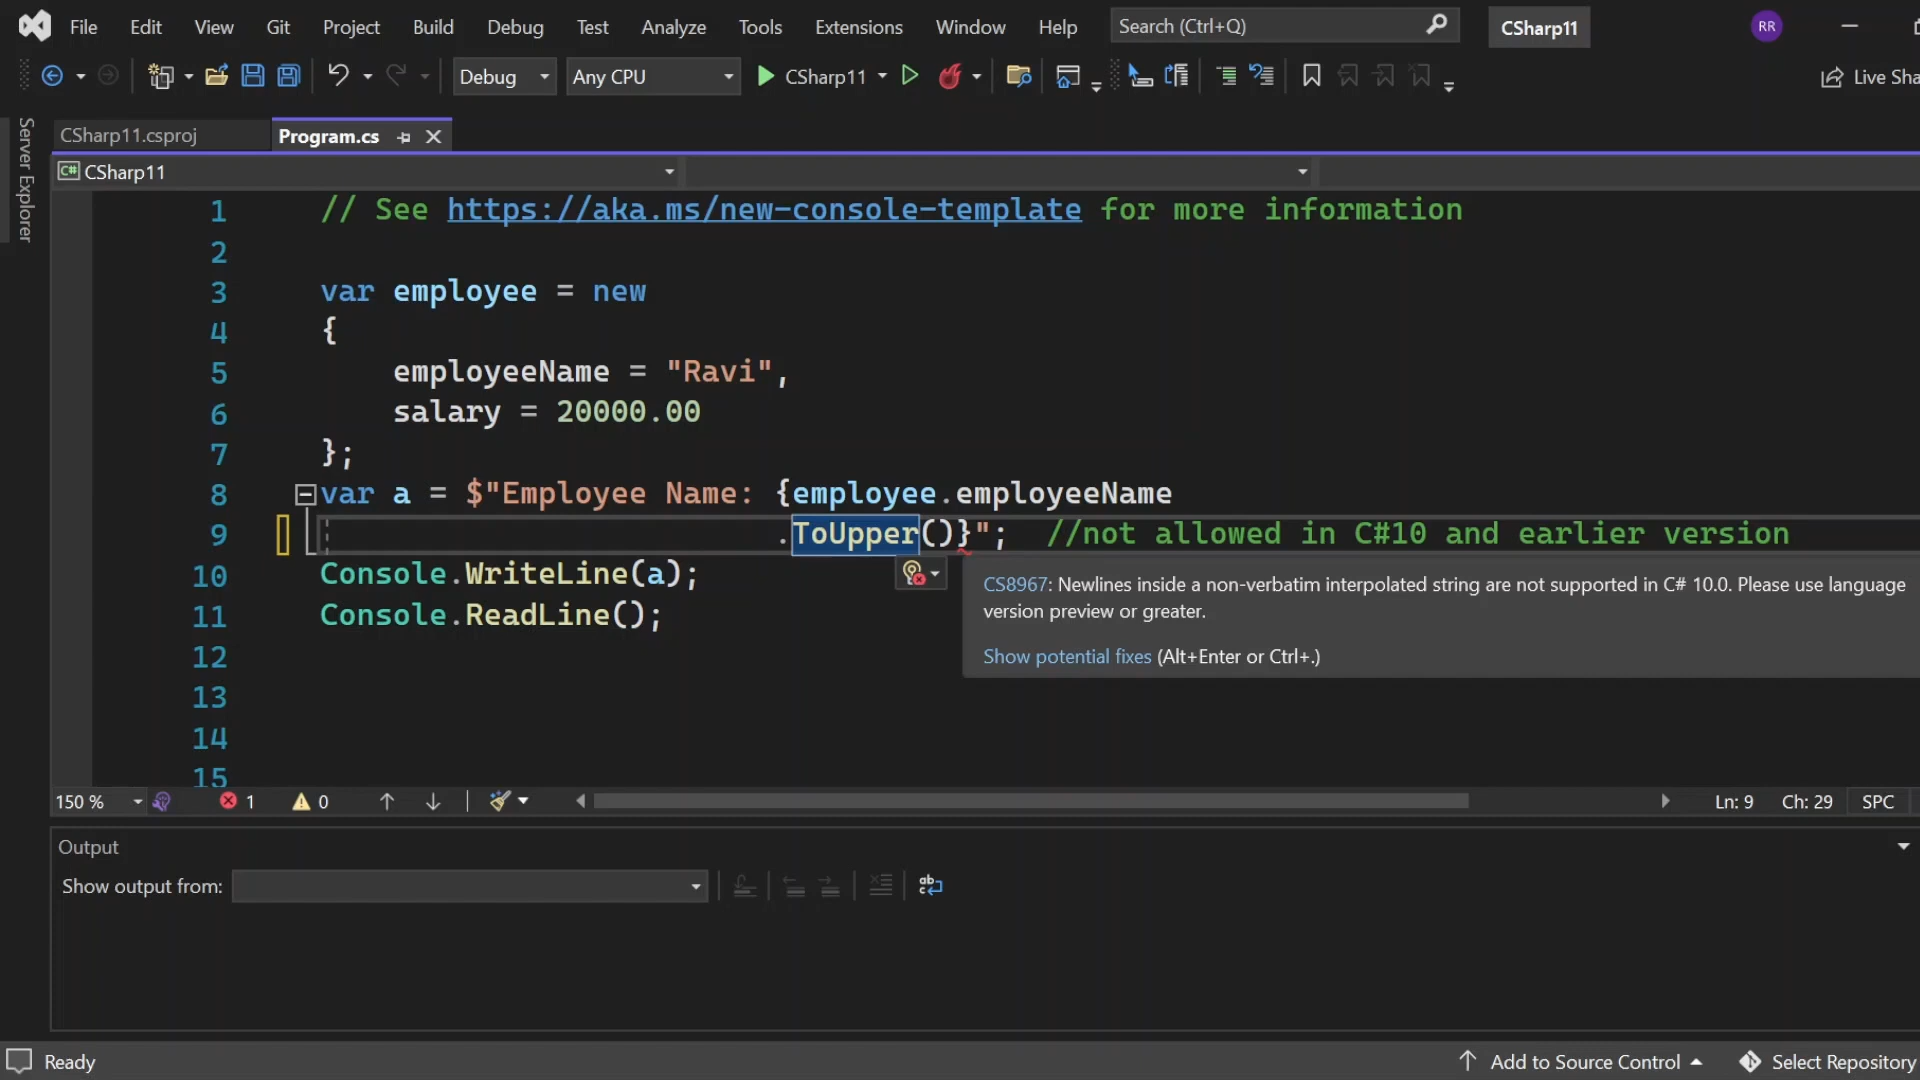 File Edit View Git Project Build Debug Test Analyze Tools Extensions Window Help Search (Ctrl+Q) CSharp11 RR
Debug Any CPU CSharp11 Live Sha
Server Explorer
CSharp11.csproj Program.cs
C# CSharp11
1 // See https://aka.ms/new-console-template for more information
2
3 var employee = new
4 {
5 employeeName = "Ravi",
6 salary = 20000.00
7 };
8 var a = $"Employee Name: {employee.employeeName
9 .ToUpper()}"; //not allowed in C#10 and earlier version
10 Console.WriteLine(a);
11 Console.ReadLine();
12
13
14
15
CS8967: Newlines inside a non-verbatim interpolated string are not supported in C# 10.0. Please use language
version preview or greater.
Show potential fixes (Alt+Enter or Ctrl+.)
150 % 1 0 Ln: 9 Ch: 29 SPC
Output
Show output from:
Ready Add to Source Control Select Repository